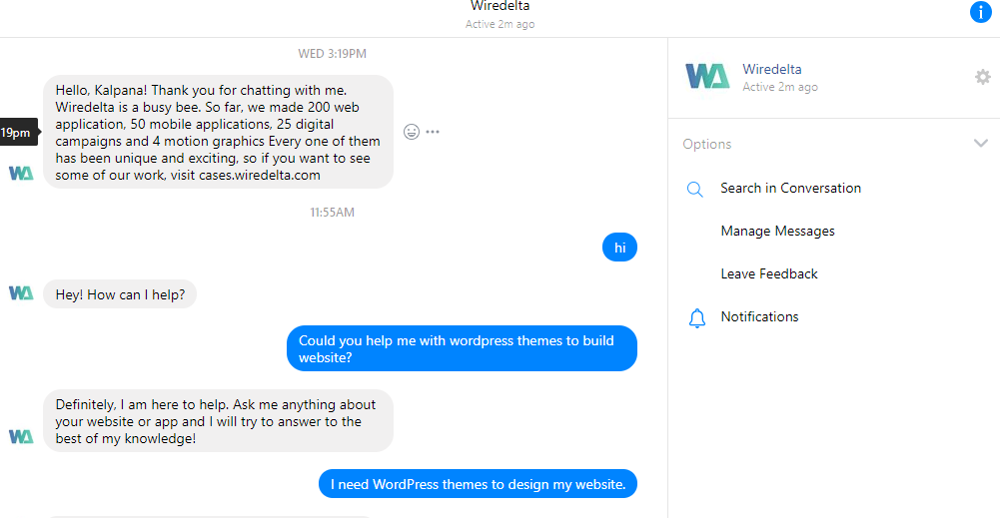 Wiredelta
Active 2m ago
WED 3:19PM
Hello, Kalpana! Thank you for chatting with me.
Wiredelta is a busy bee. So far, we made 200 web
application, 50 mobile applications, 25 digital
campaigns and 4 motion graphics Every one of them
has been unique and exciting, so if you want to see
some of our work, visit cases.wiredelta.com
19pm
WA
11:55AM
hi
WA
Hey! How can I help?
Could you help me with wordpress themes to build
website?
Definitely, I am here to help. Ask me anything about
your website or app and I will try to answer to the
best of my knowledge!
WA
I need WordPress themes to design my website.
WA
Wiredelta
Active 2m ago
Options
Search in Conversation
Manage Messages
Leave Feedback
Notifications